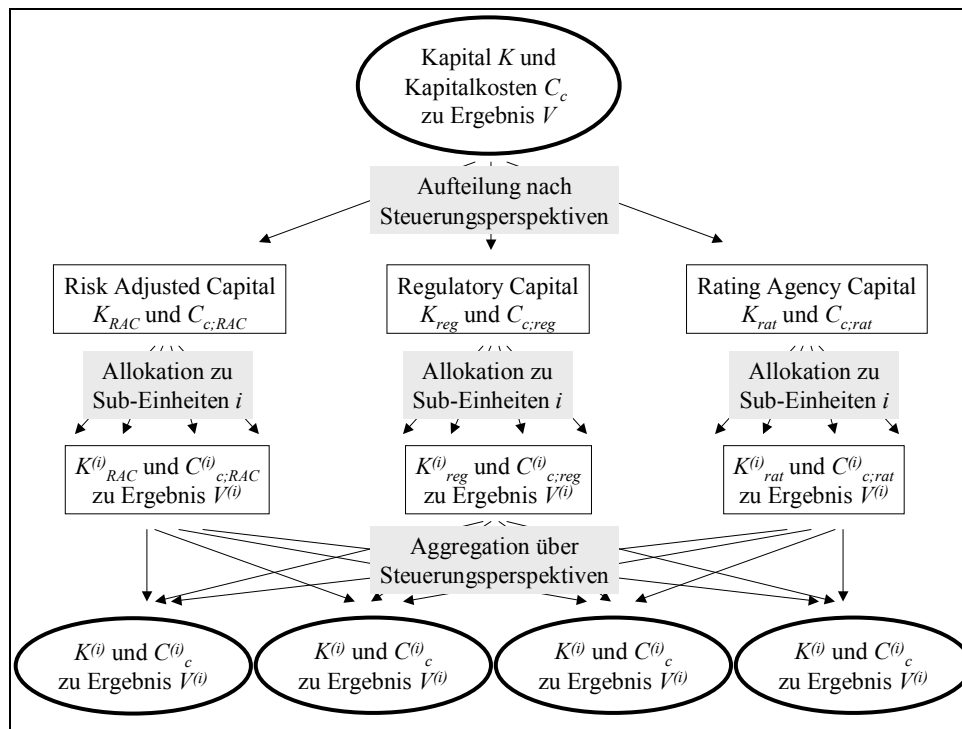 Kapital K und
Kapitalkosten C_c
zu Ergebnis V
Aufteilung nach
Steuerungsperspektiven
Risk Adjusted Capital
K_RAC und C_c;RAC
Regulatory Capital
K_reg und C_c;reg
Rating Agency Capital
K_rat und C_c;rat
Allokation zu
Sub-Einheiten i
Allokation zu
Sub-Einheiten i
Allokation zu
Sub-Einheiten i
K^(i)_RAC und C^(i)_c;RAC
zu Ergebnis V^(i)
K^(i)_reg und C^(i)_c;reg
zu Ergebnis V^(i)
K^(i)_rat und C^(i)_c;rat
zu Ergebnis V^(i)
Aggregation über
Steuerungsperspektiven
K^(i) und C^(i)_c
zu Ergebnis V^(i)
K^(i) und C^(i)_c
zu Ergebnis V^(i)
K^(i) und C^(i)_c
zu Ergebnis V^(i)
K^(i) und C^(i)_c
zu Ergebnis V^(i)